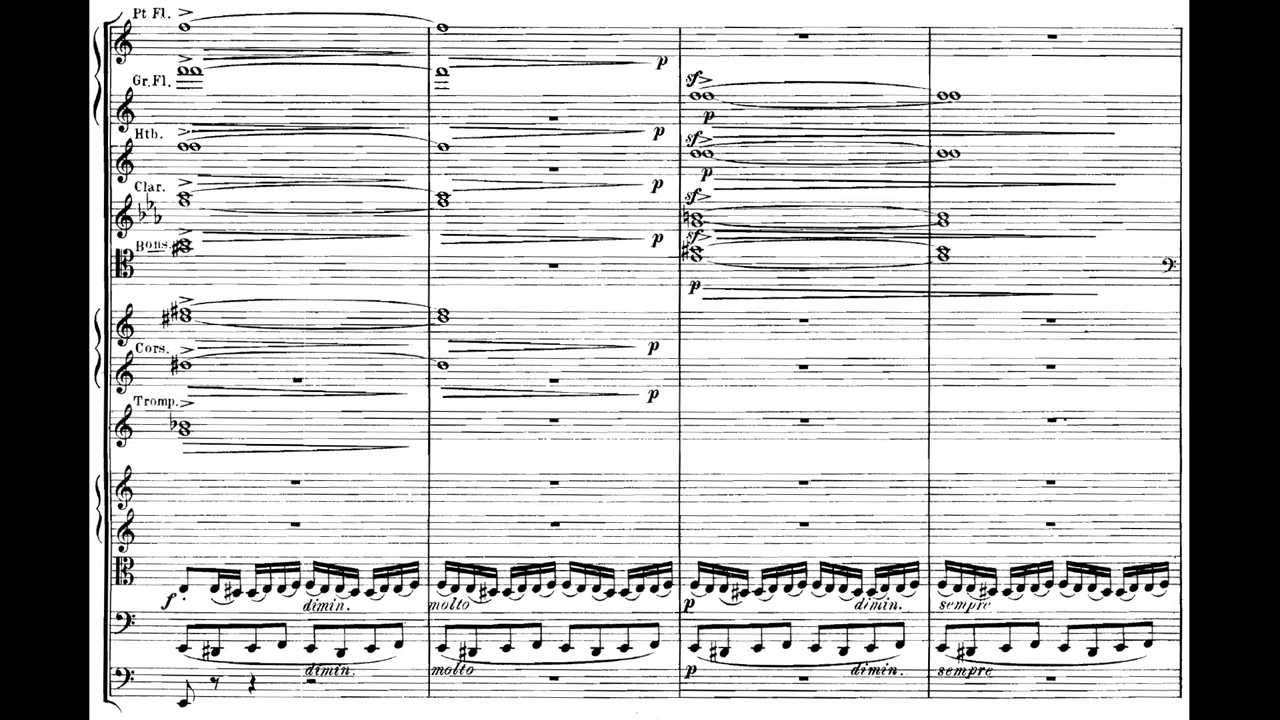 Pt Fl.
p
Gr. Fl.
sf
p
Htb.
p
sf
p
Clar.
p
sf
Bons.
p
sf
p
p
Cors.
p
Tromp.
f dimin. molto p dimin. sempre
dimin. molto p dimin. sempre